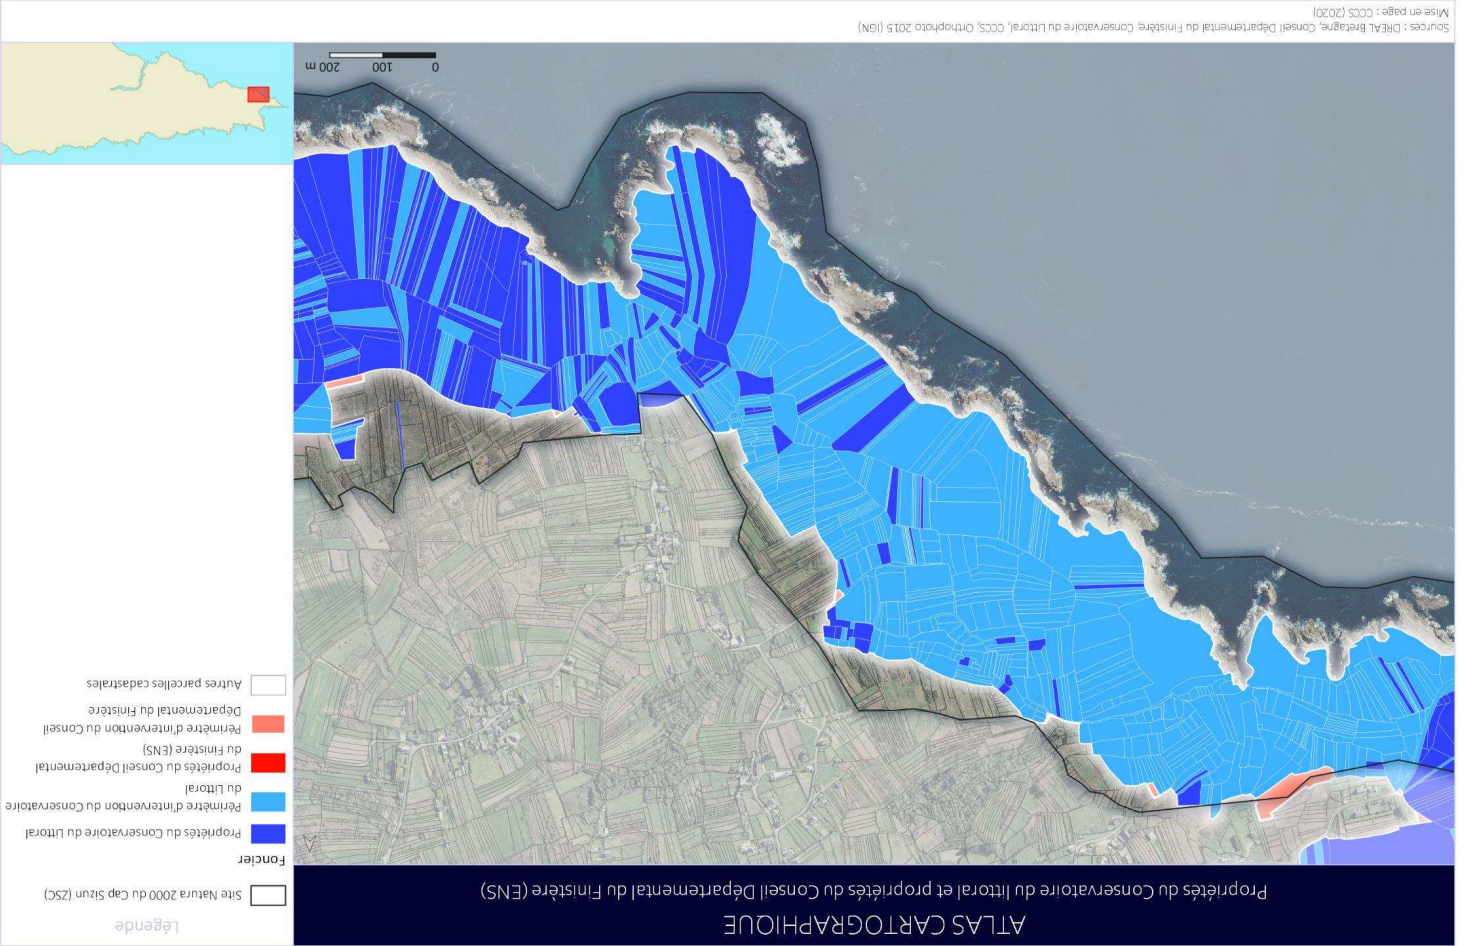 ATLAS CARTOGRAPHIQUE
Propriétés du Conservatoire du littoral et propriétés du Conseil Départemental du Finistère (ENS)
Légende
Site Natura 2000 du Cap Sizun (ZSC)
Foncier
Propriétés du Conservatoire du Littoral
Périmètre d'intervention du Conservatoire
du Littoral
Propriétés du Conseil Départemental
du Finistère (ENS)
Périmètre d'intervention du Conseil
Départemental du Finistère
Autres parcelles cadastrales
0 100 200 m
Sources : DREAL Bretagne, Conseil Départemental du Finistère, Conservatoire du Littoral, CCCS, Orthophoto 2015 (IGN)
Mise en page : CCCS (2020)